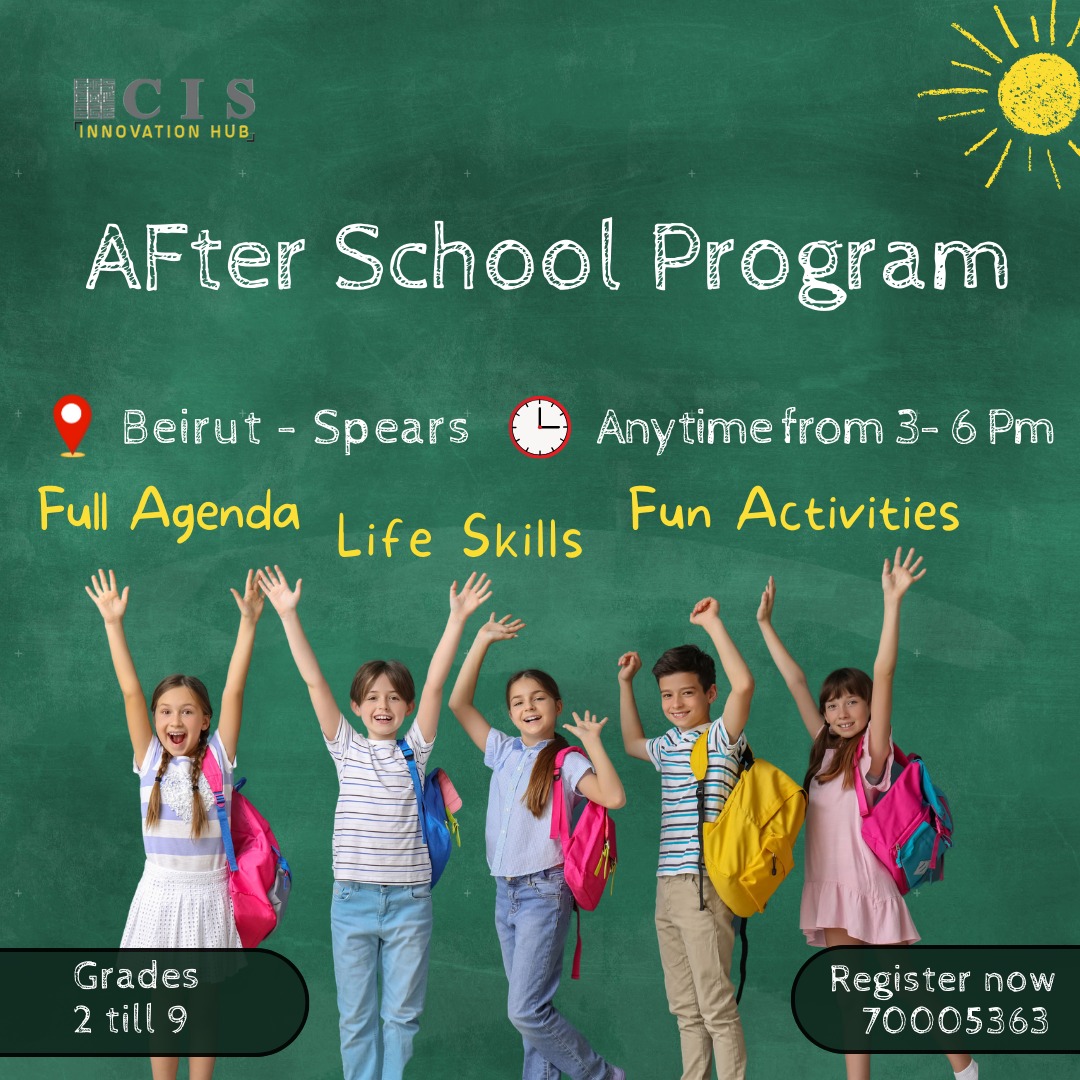 CIS
INNOVATION HUB
AFter School Program
Beirut - Spears
Anytime from 3- 6 Pm
Full Agenda
Life Skills
Fun Activities
Grades
2 till 9
Register now
70005363